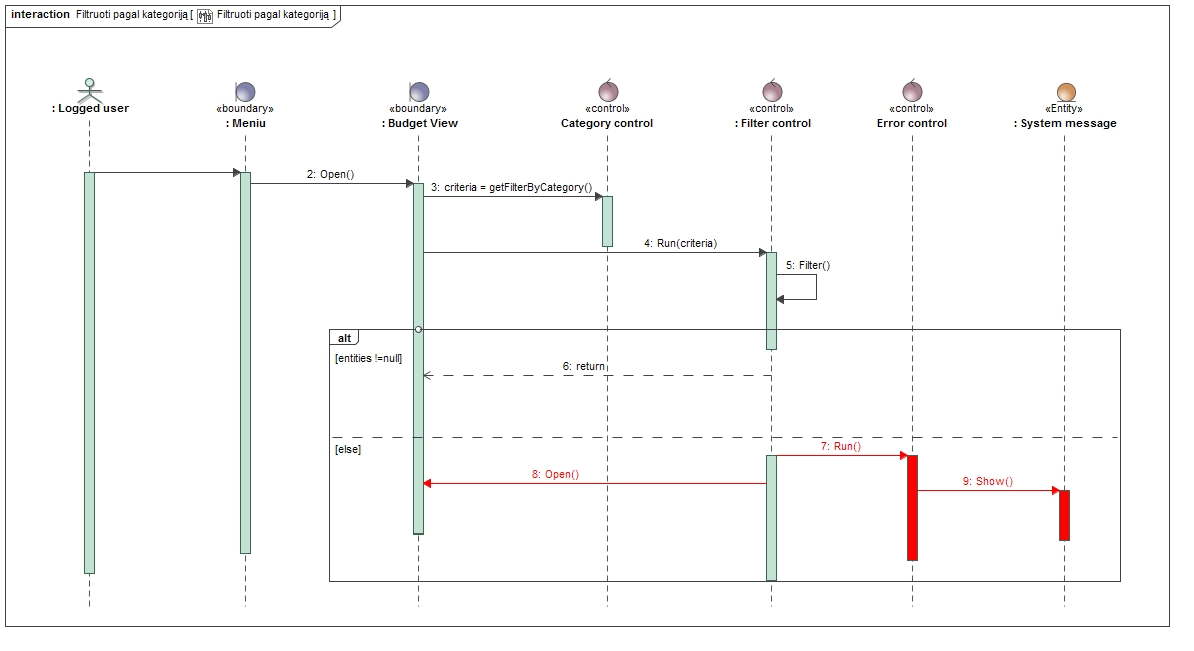 interaction Filtruoti pagal kategoriją [ Filtruoti pagal kategoriją ]
: Logged user
«boundary»
: Meniu
«boundary»
: Budget View
«control»
Category control
«control»
: Filter control
«control»
Error control
«Entity»
: System message
2: Open()
3: criteria = getFilterByCategory()
4: Run(criteria)
5: Filter()
alt
[entities !=null]
6: return
[else]
7: Run()
8: Open()
9: Show()